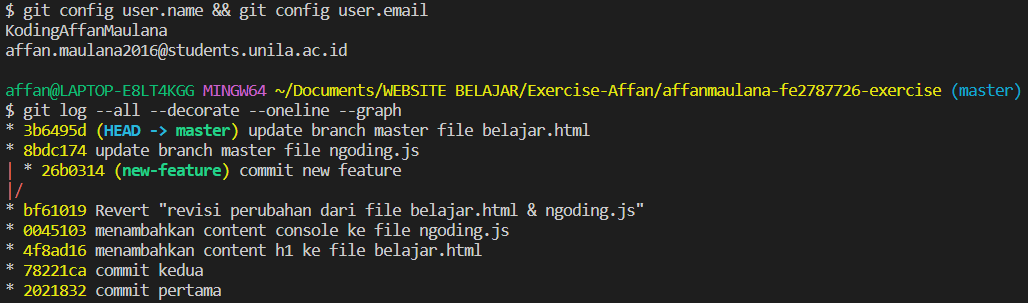 $ git config user.name && git config user.email
KodingAffanMaulana
affan.maulana2016@students.unila.ac.id
affan@LAPTOP-E8LT4KGG MINGW64 ~/Documents/WEBSITE BELAJAR/Exercise-Affan/affanmaulana-fe2787726-exercise (master)
$ git log --all --decorate --oneline --graph
* 3b6495d (HEAD -> master) update branch master file belajar.html
* 8bdc174 update branch master file ngoding.js
| * 26b0314 (new-feature) commit new feature
|/
* bf61019 Revert "revisi perubahan dari file belajar.html & ngoding.js"
* 0045103 menambahkan content console ke file ngoding.js
* 4f8ad16 menambahkan content h1 ke file belajar.html
* 78221ca commit kedua
* 2021832 commit pertama